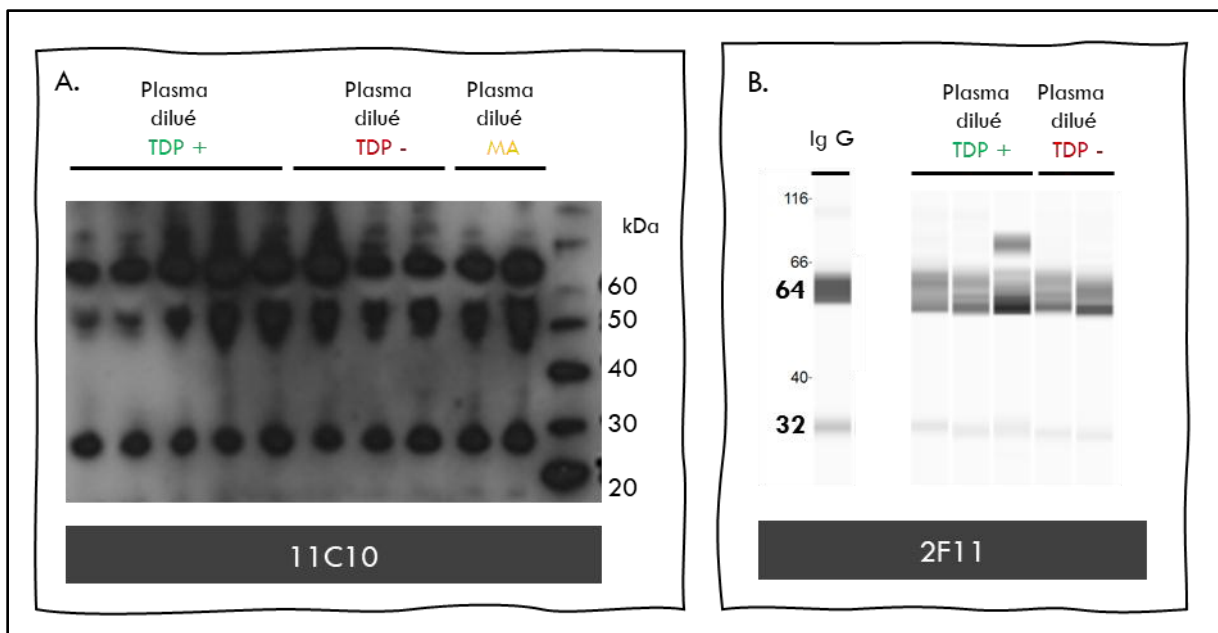 A.
Plasma
dilué
TDP +
Plasma
dilué
TDP -
Plasma
dilué
MA
kDa
60
50
40
30
20
11C10
B.
Ig G
Plasma
dilué
TDP +
Plasma
dilué
TDP -
116-
66-
64
40-
32
2F11